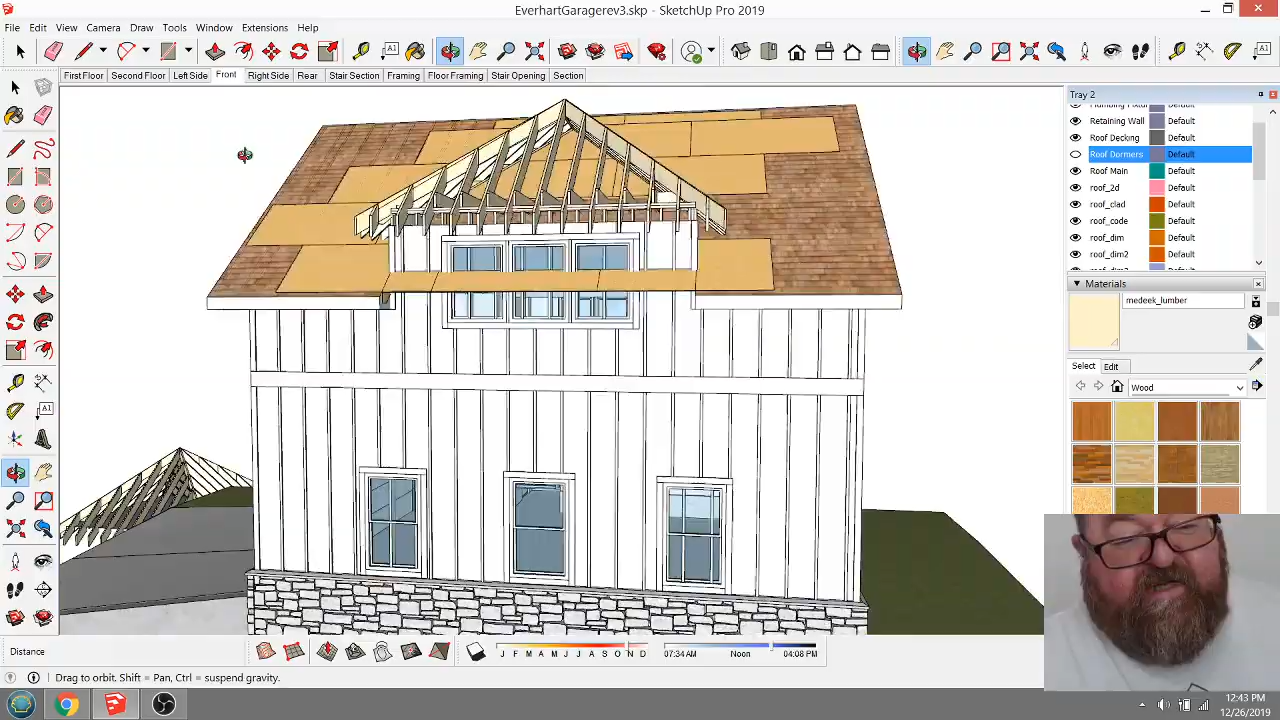 EverhartGaragerev3.skp - SketchUp Pro 2019
File Edit View Camera Draw Tools Window Extensions Help
First Floor Second Floor Left Side Front Right Side Rear Stair Section Framing Floor Framing Stair Opening Section
Tray 2
Default
Retaining Wall Default
Roof Decking Default
Roof Dormers Default
Roof Main Default
roof_2d Default
roof_clad Default
roof_code Default
roof_dim Default
roof_dim2 Default
Materials
medeek_lumber
Select Edit
Wood
A1
A1
Distance
J F M A M J J A S O N D
07:34 AM Noon 04:08 PM
Drag to orbit. Shift = Pan, Ctrl = suspend gravity.
12:43 PM
12/26/2019